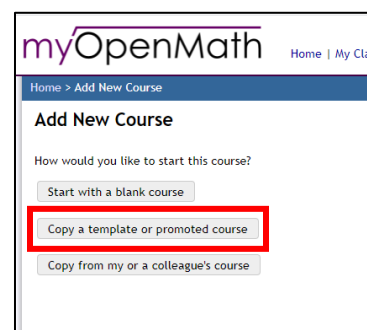 myOpenMath Home | My Cla
Home > Add New Course
Add New Course
How would you like to start this course?
Start with a blank course
Copy a template or promoted course
Copy from my or a colleague's course